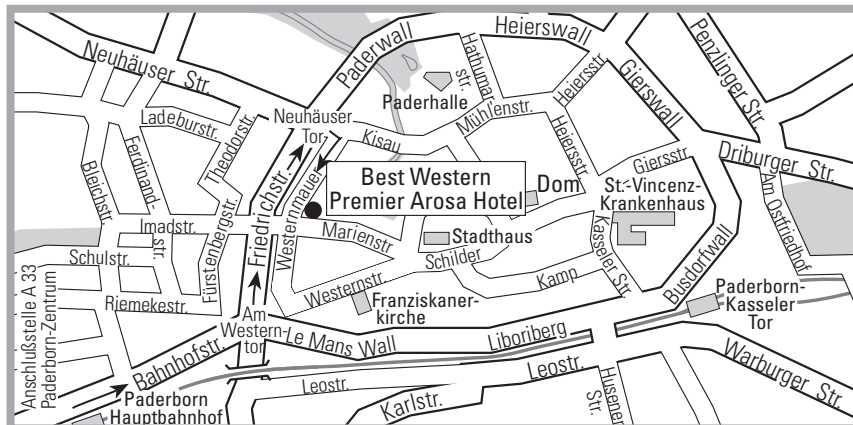 Neuhäuser Str.
Paderwall
Heierswall
Penzlinger Str.
Hathumar
str.
Heiersstr.
Gierswall
Paderhalle
Ladeburstr.
Theodorstr.
Neuhäuser
Tor
Kisau
Mühlenstr.
Heiersstr.
Giersstr.
Driburger Str.
Bleichstr.
Ferdinand-
str.
Friedrichstr.
Westernmauer
Best Western
Premier Arosa Hotel
Dom
St.-Vincenz-
Krankenhaus
Am Ostfriedhof
Imadstr.
Fürstenbergstr.
Marienstr
Stadthaus
Kasseler Str.
Busdorfwall
Schulstr.
Schilder
Westernstr.
Kamp
Paderborn-
Kasseler
Tor
Riemekestr.
Franziskaner-
kirche
Anschlußstelle A 33
Paderborn-Zentrum
Am
Western-
tor
Le Mans Wall
Liboriberg
Bahnhofstr.
Leostr.
Leostr.
Warburger Str.
Husener
Str.
Paderborn
Hauptbahnhof
Karlstr.